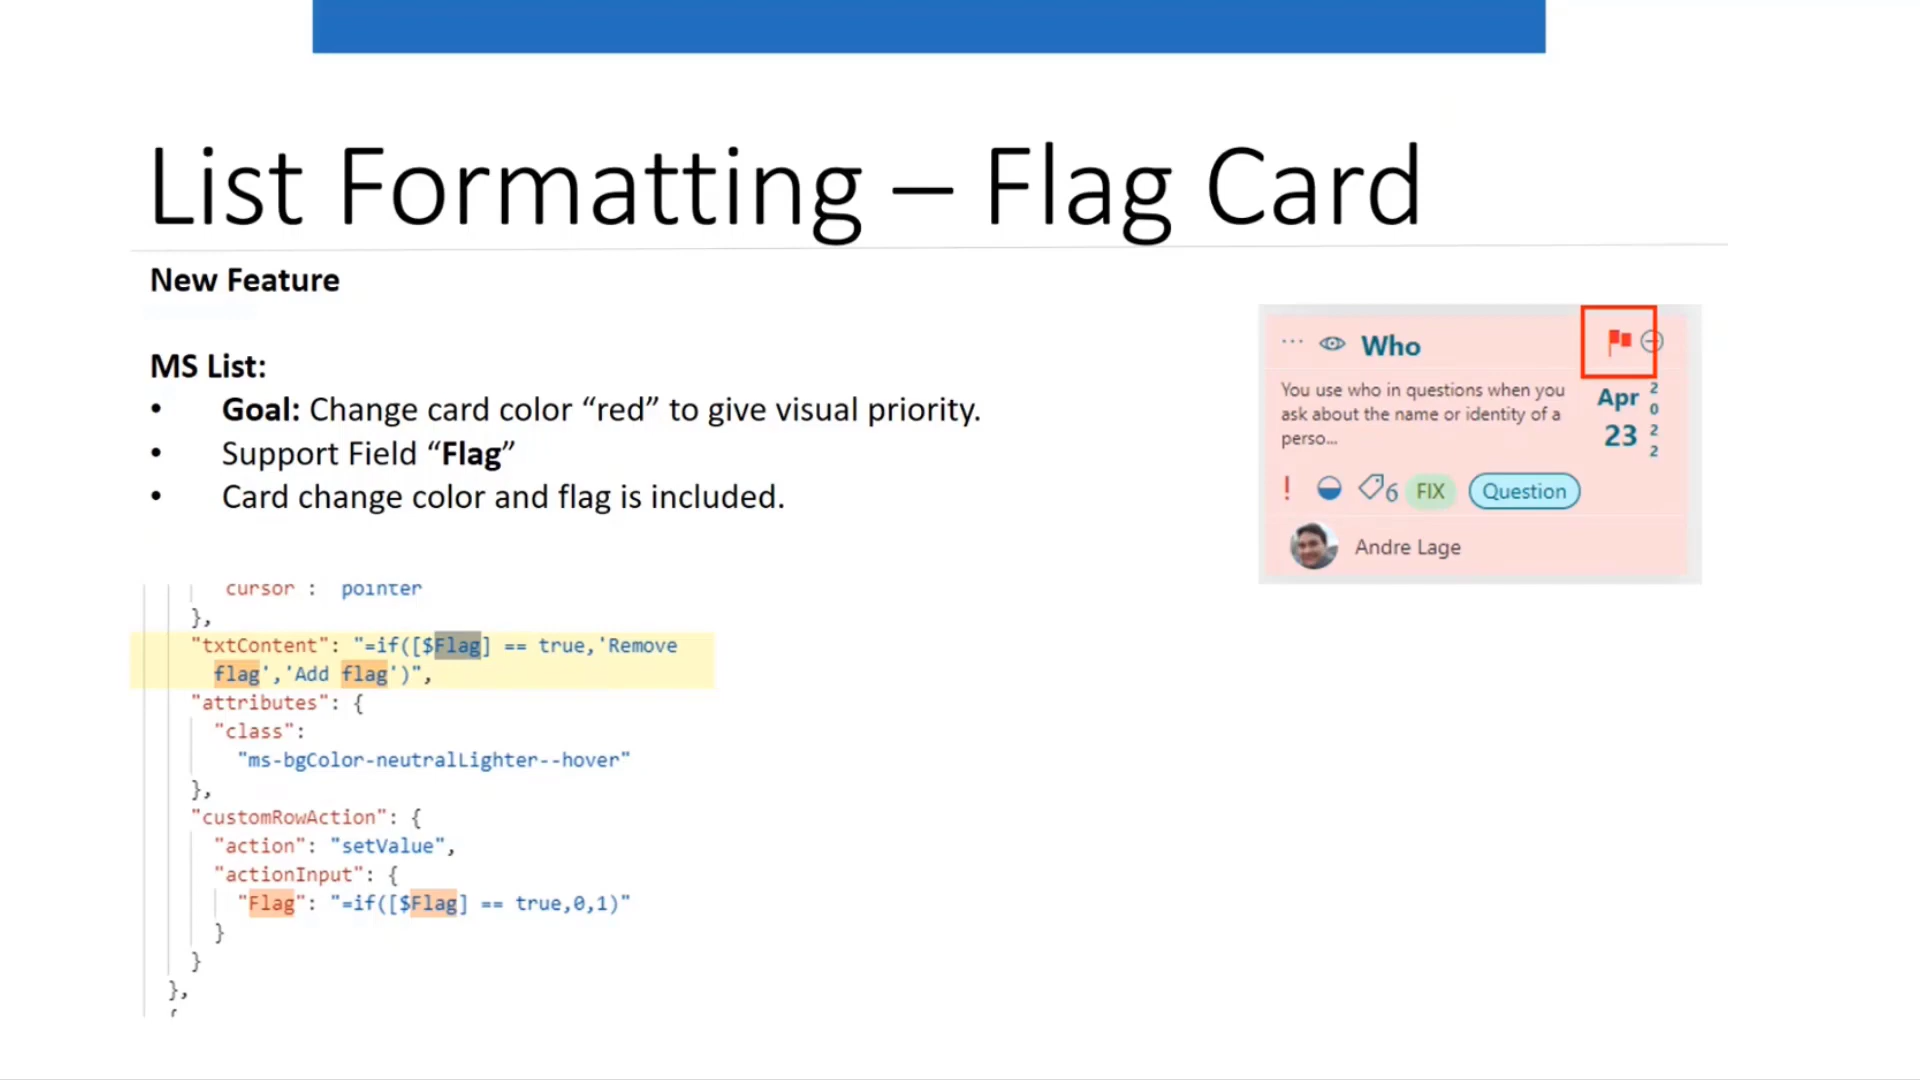 List Formatting – Flag Card
New Feature
MS List:
• Goal: Change card color “red” to give visual priority.
• Support Field “Flag”
• Card change color and flag is included.
··· Who
You use who in questions when you
ask about the name or identity of a
perso...
Apr
23
2
0
2
2
! 6 FIX Question
Andre Lage
cursor : pointer
},
"txtContent": "=if([$Flag] == true,'Remove
flag','Add flag')",
"attributes": {
"class":
"ms-bgColor-neutralLighter--hover"
},
"customRowAction": {
"action": "setValue",
"actionInput": {
"Flag": "=if([$Flag] == true,0,1)"
}
}
},